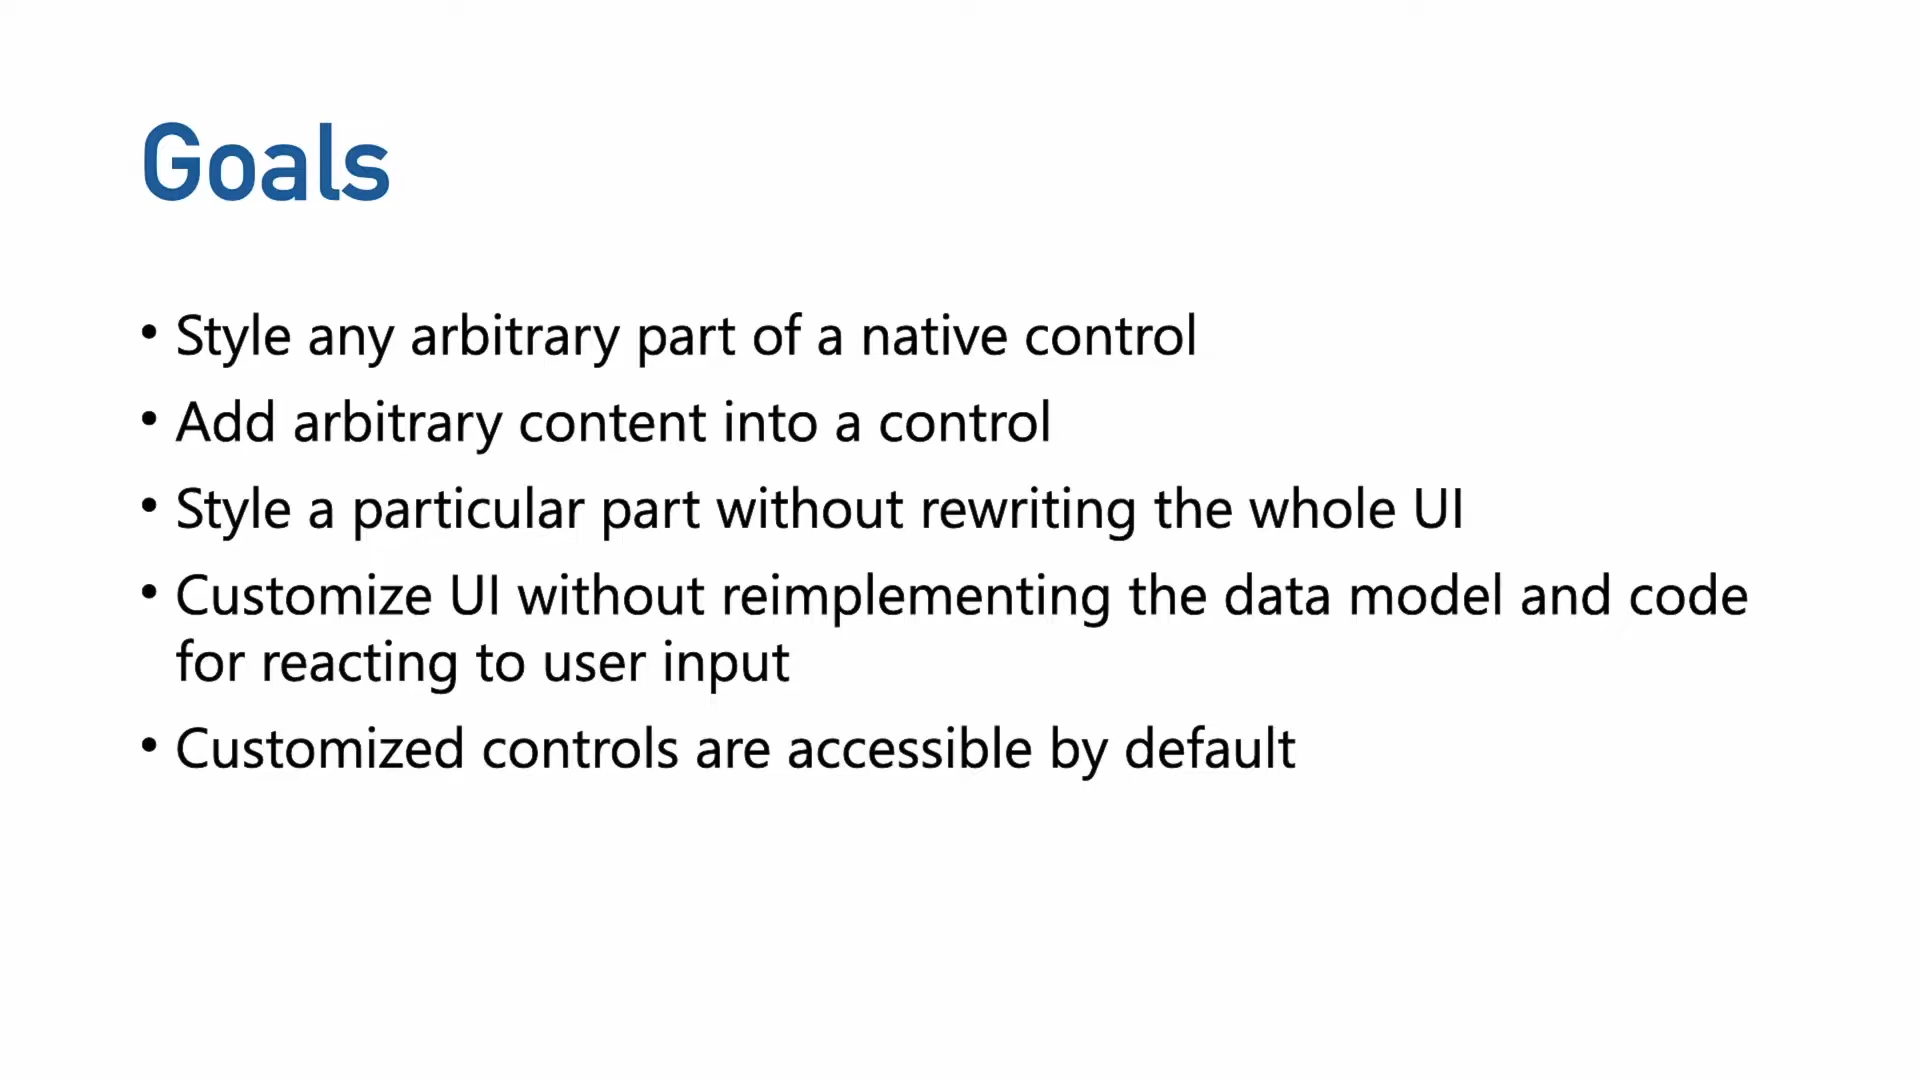 Goals
• Style any arbitrary part of a native control
• Add arbitrary content into a control
• Style a particular part without rewriting the whole UI
• Customize UI without reimplementing the data model and code
for reacting to user input
• Customized controls are accessible by default